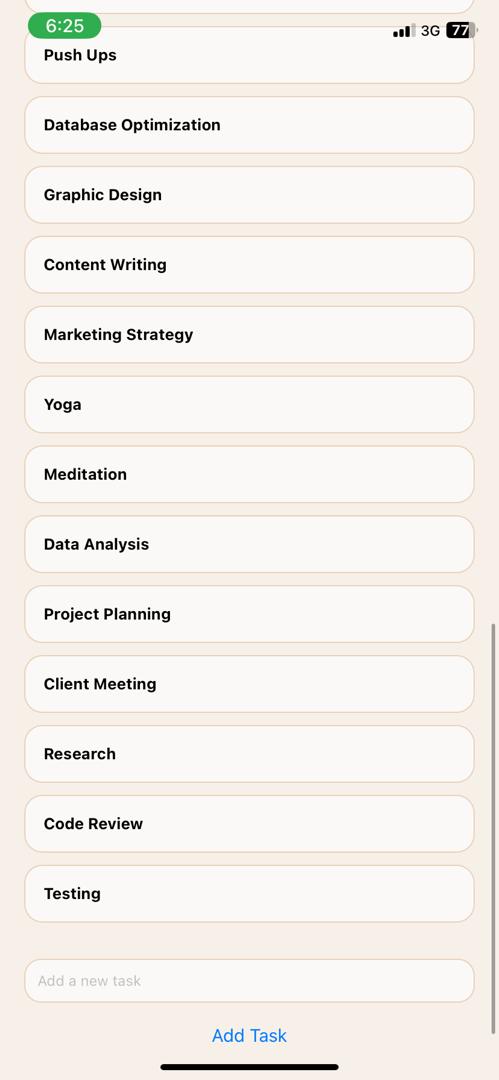 6:25
3G
77
Push Ups
Database Optimization
Graphic Design
Content Writing
Marketing Strategy
Yoga
Meditation
Data Analysis
Project Planning
Client Meeting
Research
Code Review
Testing
Add a new task
Add Task